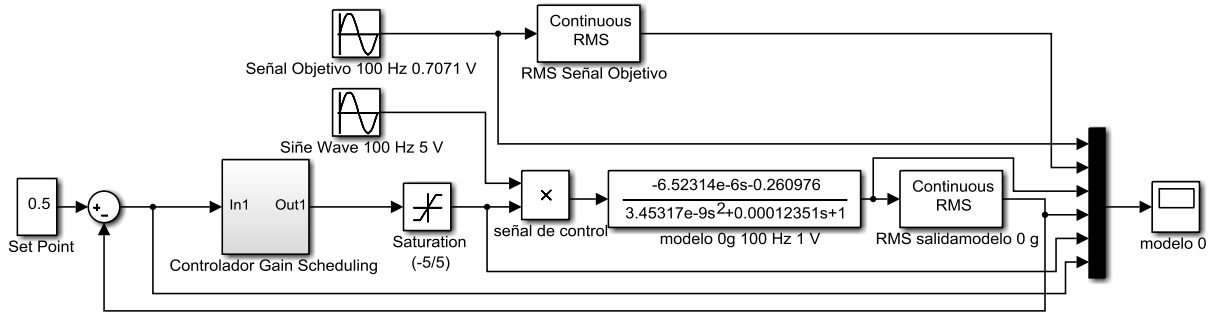 Continuous
RMS
Señal Objetivo 100 Hz 0.7071 V
RMS Señal Objetivo
Siñe Wave 100 Hz 5 V
0.5
Set Point
+
-
In1
Out1
Controlador Gain Scheduling
Saturation
(-5/5)
×
señal de control
-6.52314e-6s-0.260976
3.45317e-9s2+0.00012351s+1
modelo 0g 100 Hz 1 V
Continuous
RMS
RMS salidamodelo 0 g
modelo 0